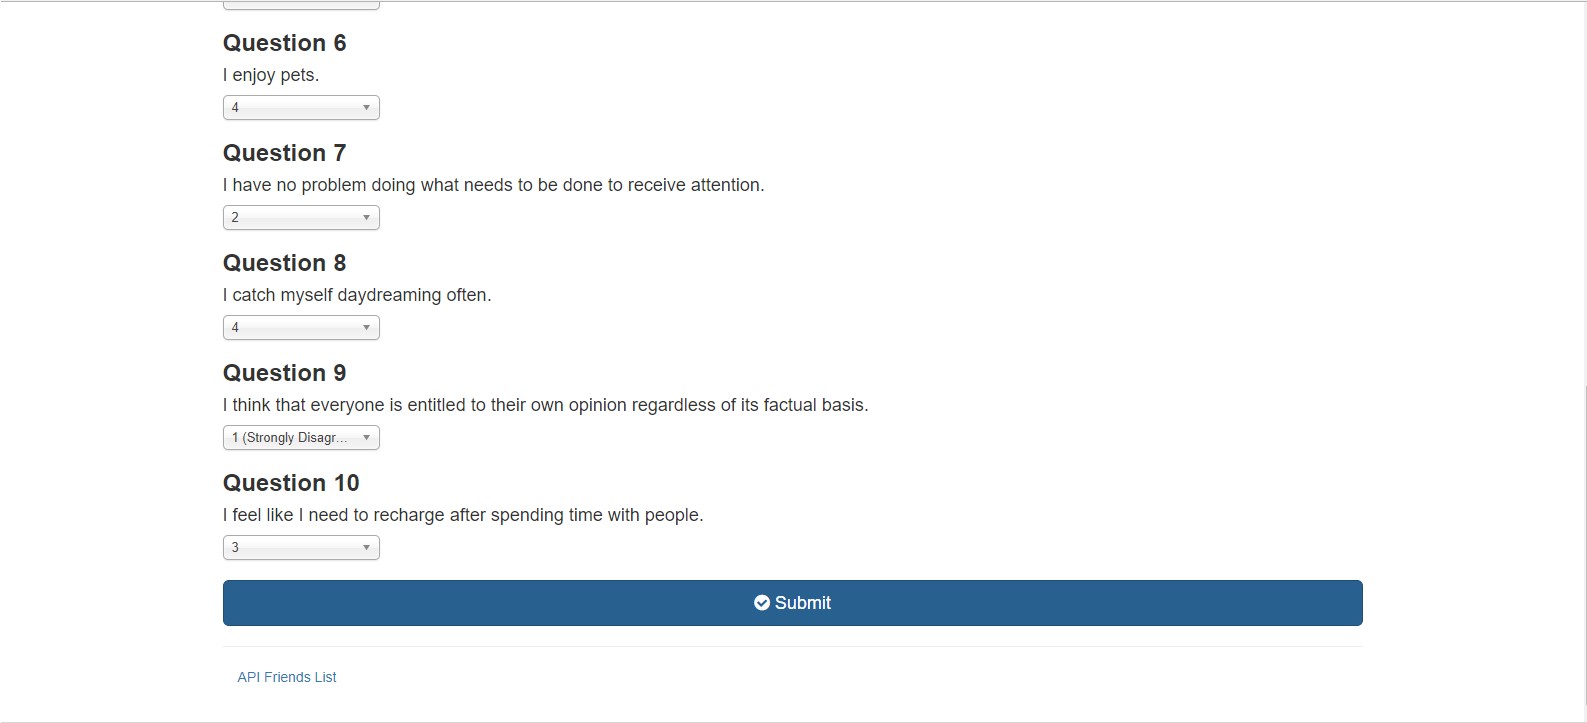 Question 6
I enjoy pets.
4
Question 7
I have no problem doing what needs to be done to receive attention.
2
Question 8
I catch myself daydreaming often.
4
Question 9
I think that everyone is entitled to their own opinion regardless of its factual basis.
1 (Strongly Disagr...
Question 10
I feel like I need to recharge after spending time with people.
3
Submit
API Friends List